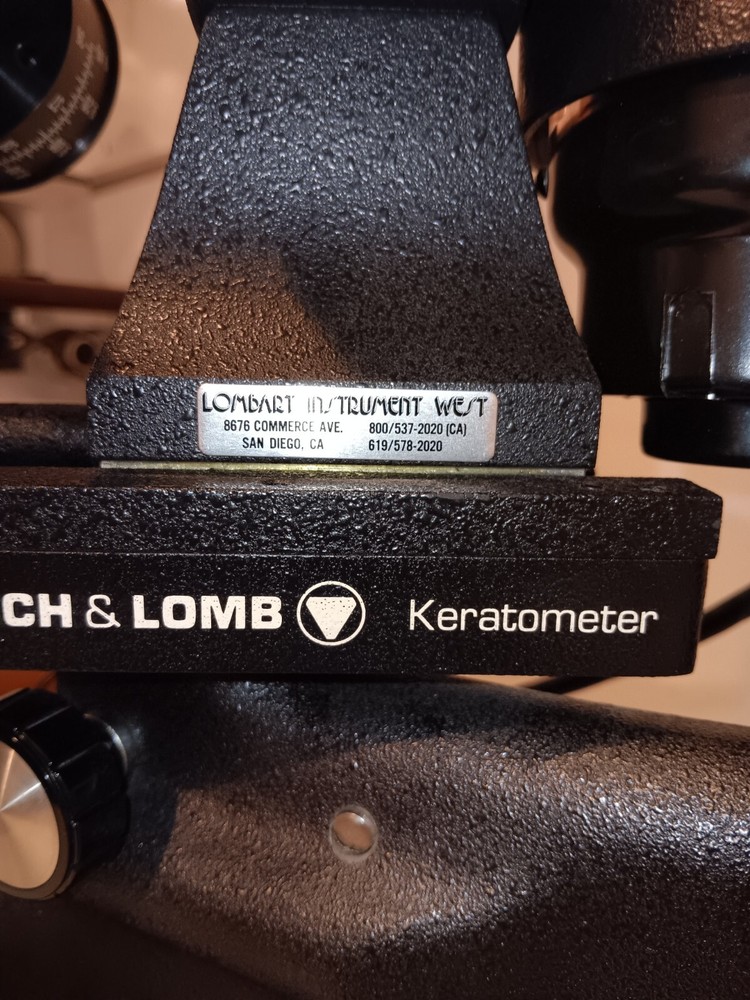 LOMBART INSTRUMENT WEST
8676 COMMERCE AVE. 800/537-2020 (CA)
SAN DIEGO, CA 619/578-2020
CH & LOMB Keratometer